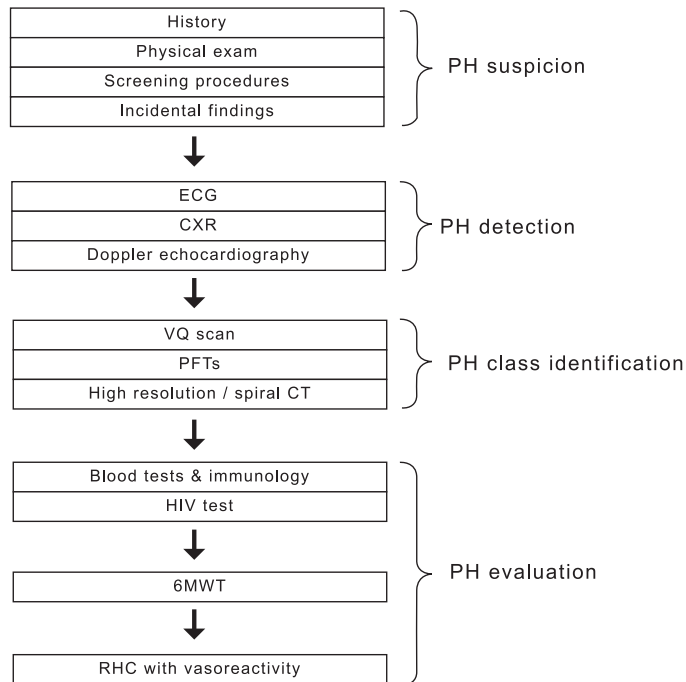 History
Physical exam
Screening procedures
Incidental findings
PH suspicion
ECG
CXR
Doppler echocardiography
PH detection
VQ scan
PFTs
High resolution / spiral CT
PH class identification
Blood tests & immunology
HIV test
6MWT
RHC with vasoreactivity
PH evaluation